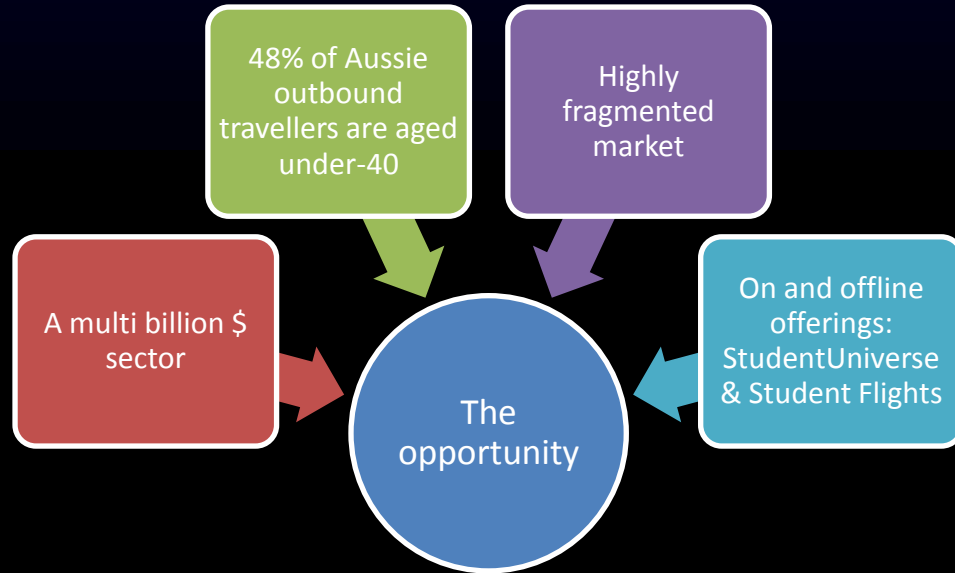 48% of Aussie
outbound
travellers are aged
under-40
Highly
fragmented
market
A multi billion $
sector
On and offline
offerings:
StudentUniverse
& Student Flights
The
opportunity